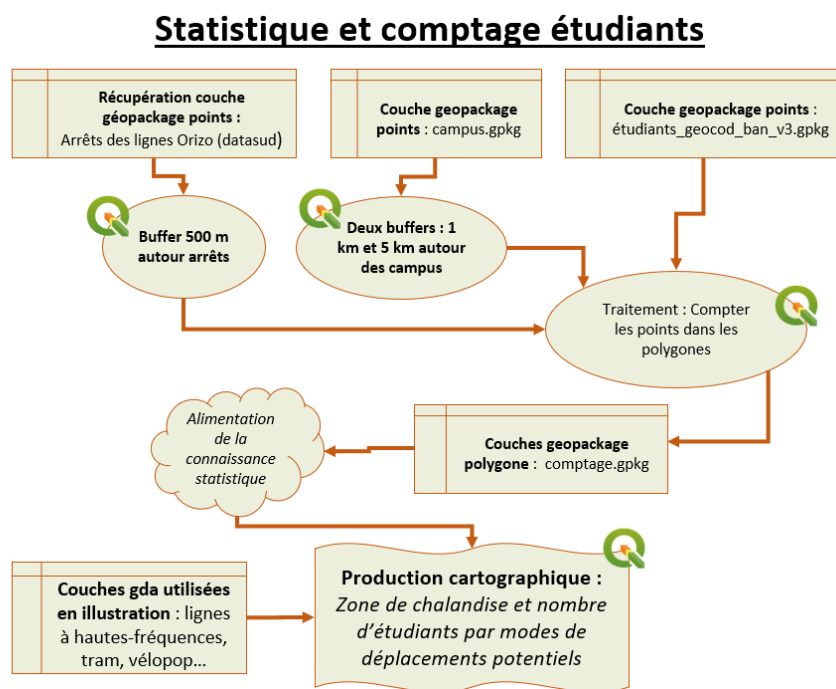 Statistique et comptage étudiants
Récupération couche
géopackage points :
Arrêts des lignes Orizo (datasud)
Couche geopackage
points : campus.gpkg
Couche geopackage points :
étudiants_geocod_ban_v3.gpkg
Buffer 500 m
autour arrêts
Deux buffers : 1
km et 5 km autour
des campus
Traitement : Compter
les points dans les
polygones
Alimentation
de la
connaissance
statistique
Couches geopackage
polygone : comptage.gpkg
Couches gda utilisées
en illustration : lignes
à hautes-fréquences,
tram, vélopop...
Production cartographique :
Zone de chalandise et nombre
d'étudiants par modes de
déplacements potentiels